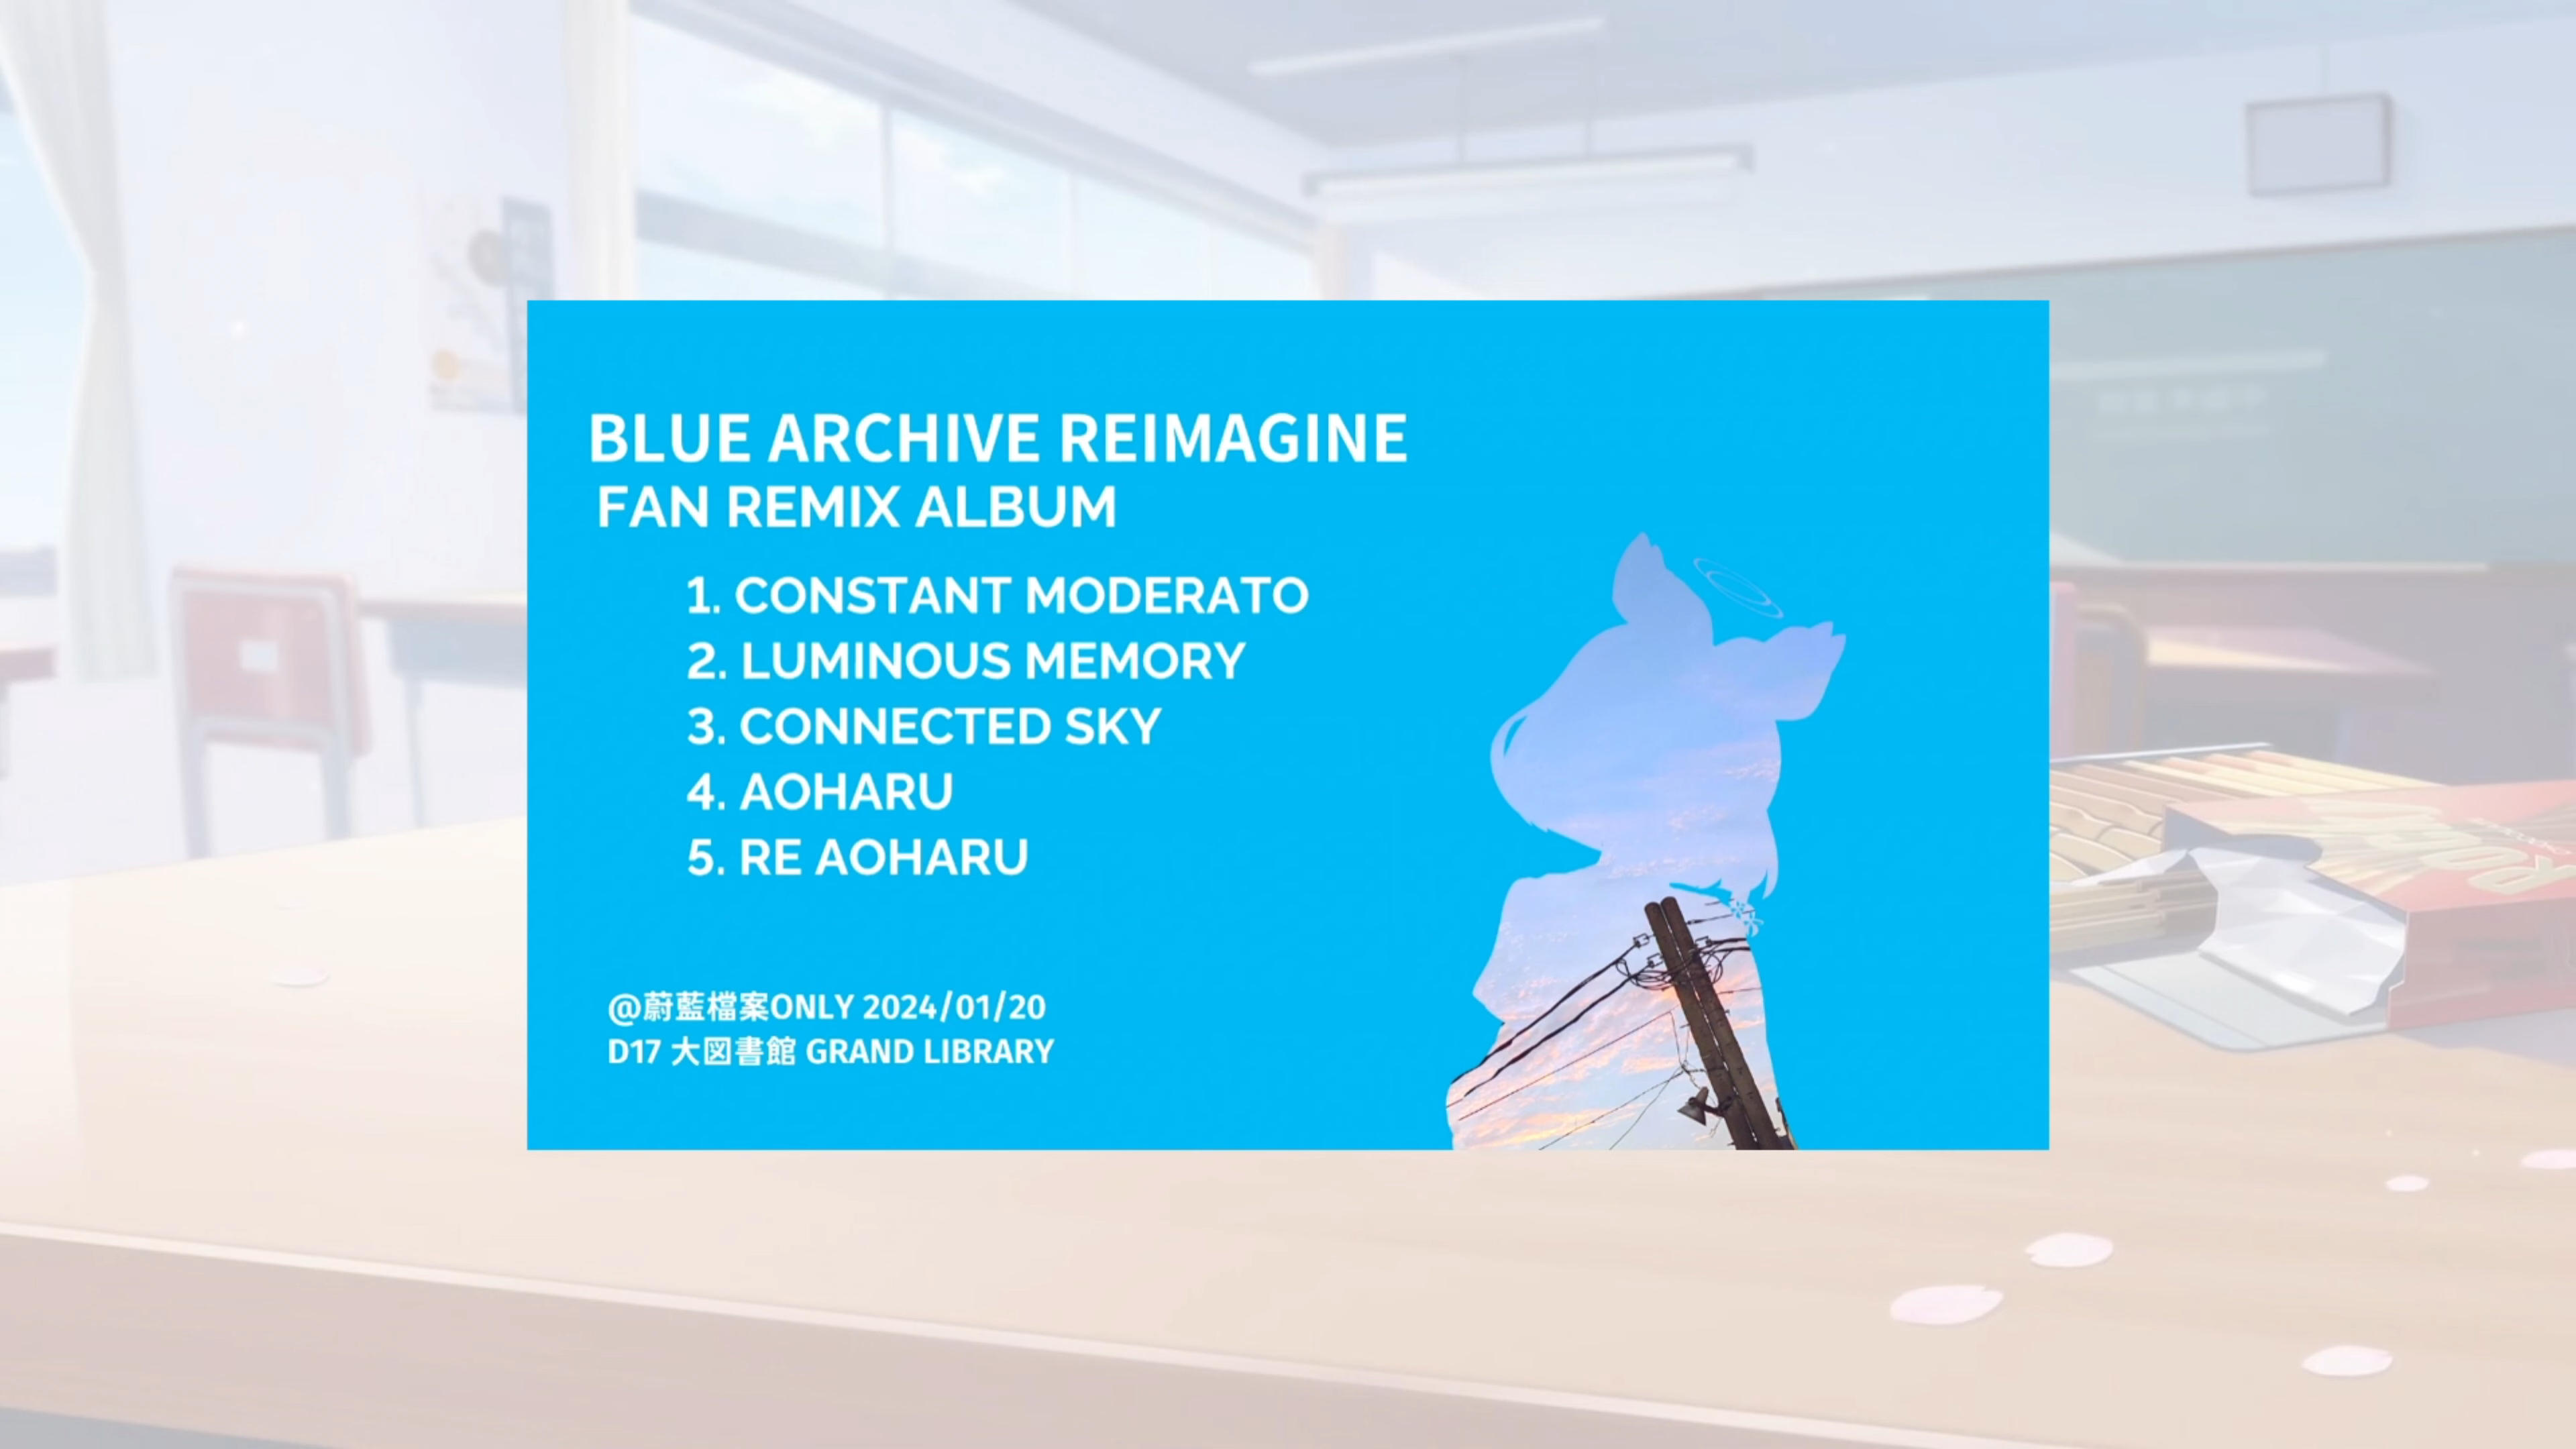 BLUE ARCHIVE REIMAGINE
FAN REMIX ALBUM
1. CONSTANT MODERATO
2. LUMINOUS MEMORY
3. CONNECTED SKY
4. AOHARU
5. RE AOHARU
@蔚藍檔案ONLY 2024/01/20
D17 大図書館 GRAND LIBRARY